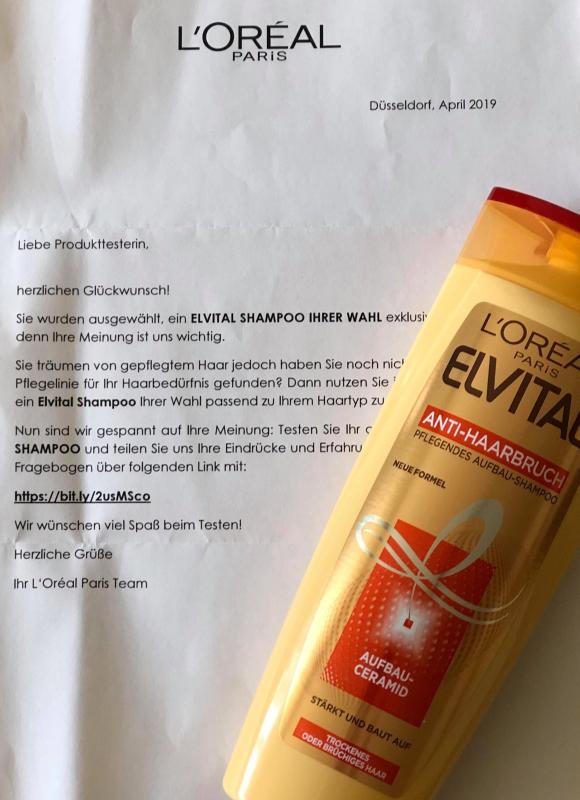 L'ORÉAL
PARIS
Düsseldorf, April 2019
Liebe Produkttesterin,
herzlichen Glückwunsch!
Sie wurden ausgewählt, ein ELVITAL SHAMPOO IHRER WAHL
denn Ihre Meinung ist uns wichtig.
Sie träumen von gepflegtem Haar jedoch haben Sie noch
Pflegelinie für Ihr Haarbedürfnis gefunden? Dann nutzen Sie
ein Elvital Shampoo Ihrer Wahl passend zu Ihrem Haartyp zu
Nun sind wir gespannt auf Ihre Meinung: Testen Sie Ihr
SHAMPOO und teilen Sie uns Ihre Eindrücke und
Fragebogen über folgenden Link mit:
https://bit.ly/2usMSco
Wir wünschen viel Spaß beim Testen!
Herzliche Grüße
Ihr L'Oréal Paris Team
L'ORÉA
PARIS
ELVITAL
ANTI-HAARBRUCH
PFLEGENDES AUFBAU-SHAMPOO
NEUE FORMEL
AUFBAU-
CERAMID
STÄRKT UND BAUT AUF
TROCKENES
ODER BRÜCHIGES HAAR